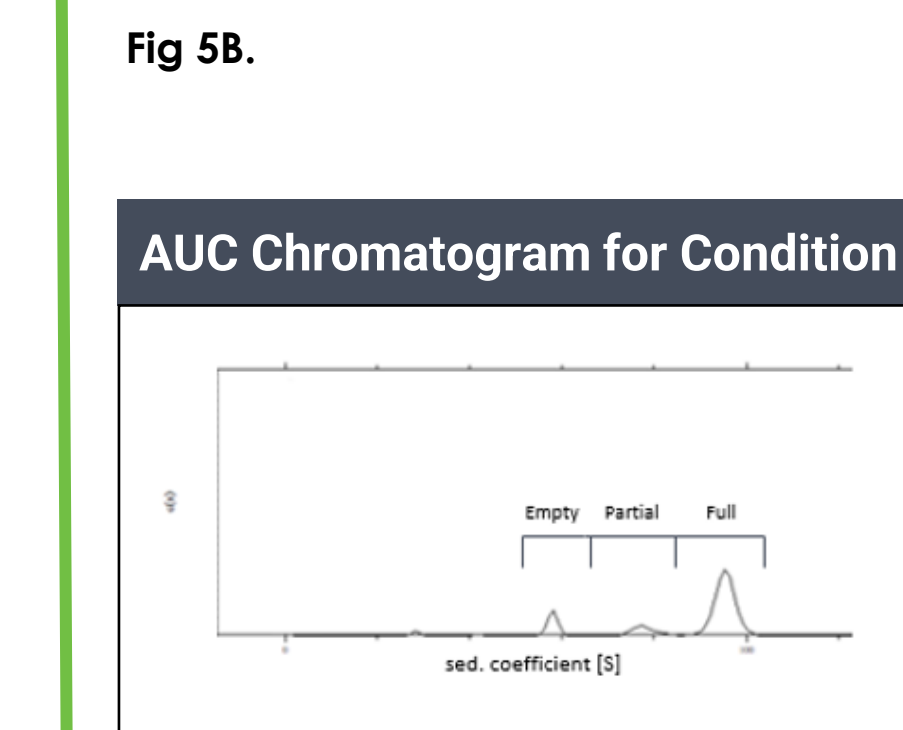 Fig 5B.
AUC Chromatogram for Condition
Empty Partial Full
sed. coefficient [S]